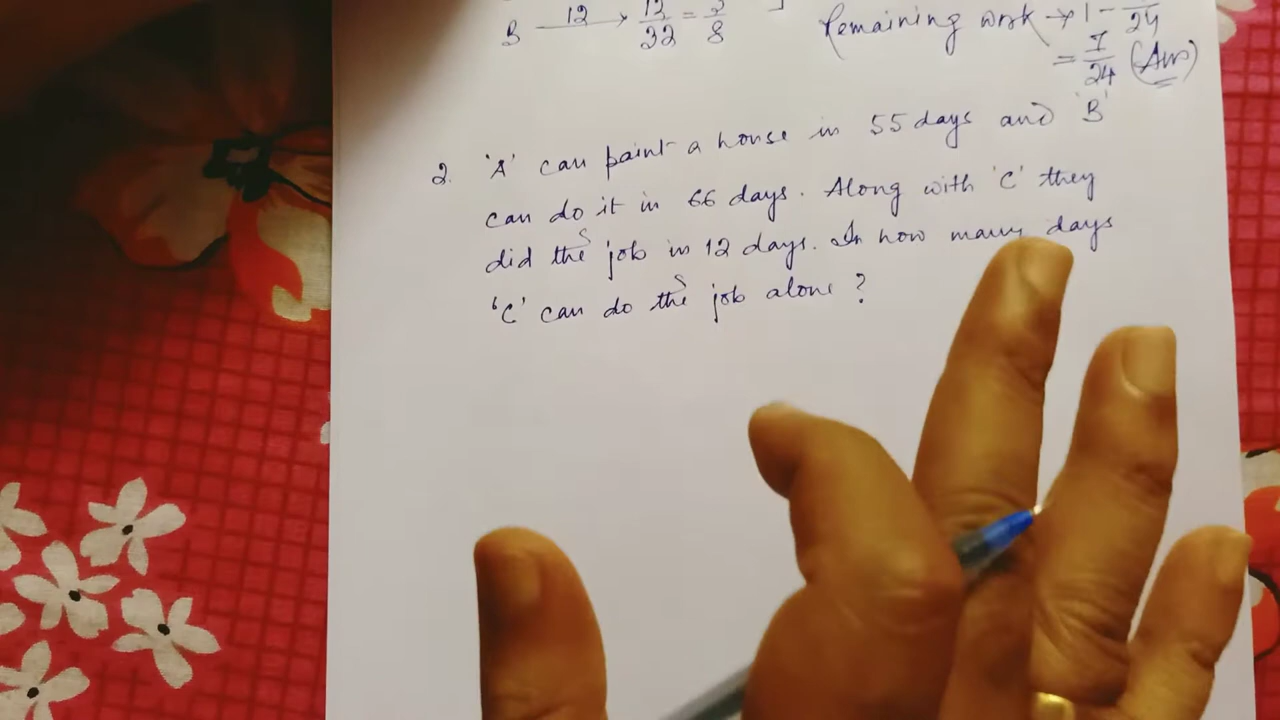 B 12 → 12/32 = 3/8
Remaining work → 1 - /24
= 7/24 (Ans)
2. 'A' can paint a house in 55 days and 'B'
can do it in 66 days. Along with 'C' they
did the job in 12 days. In how many days
'C' can do the job alone ?